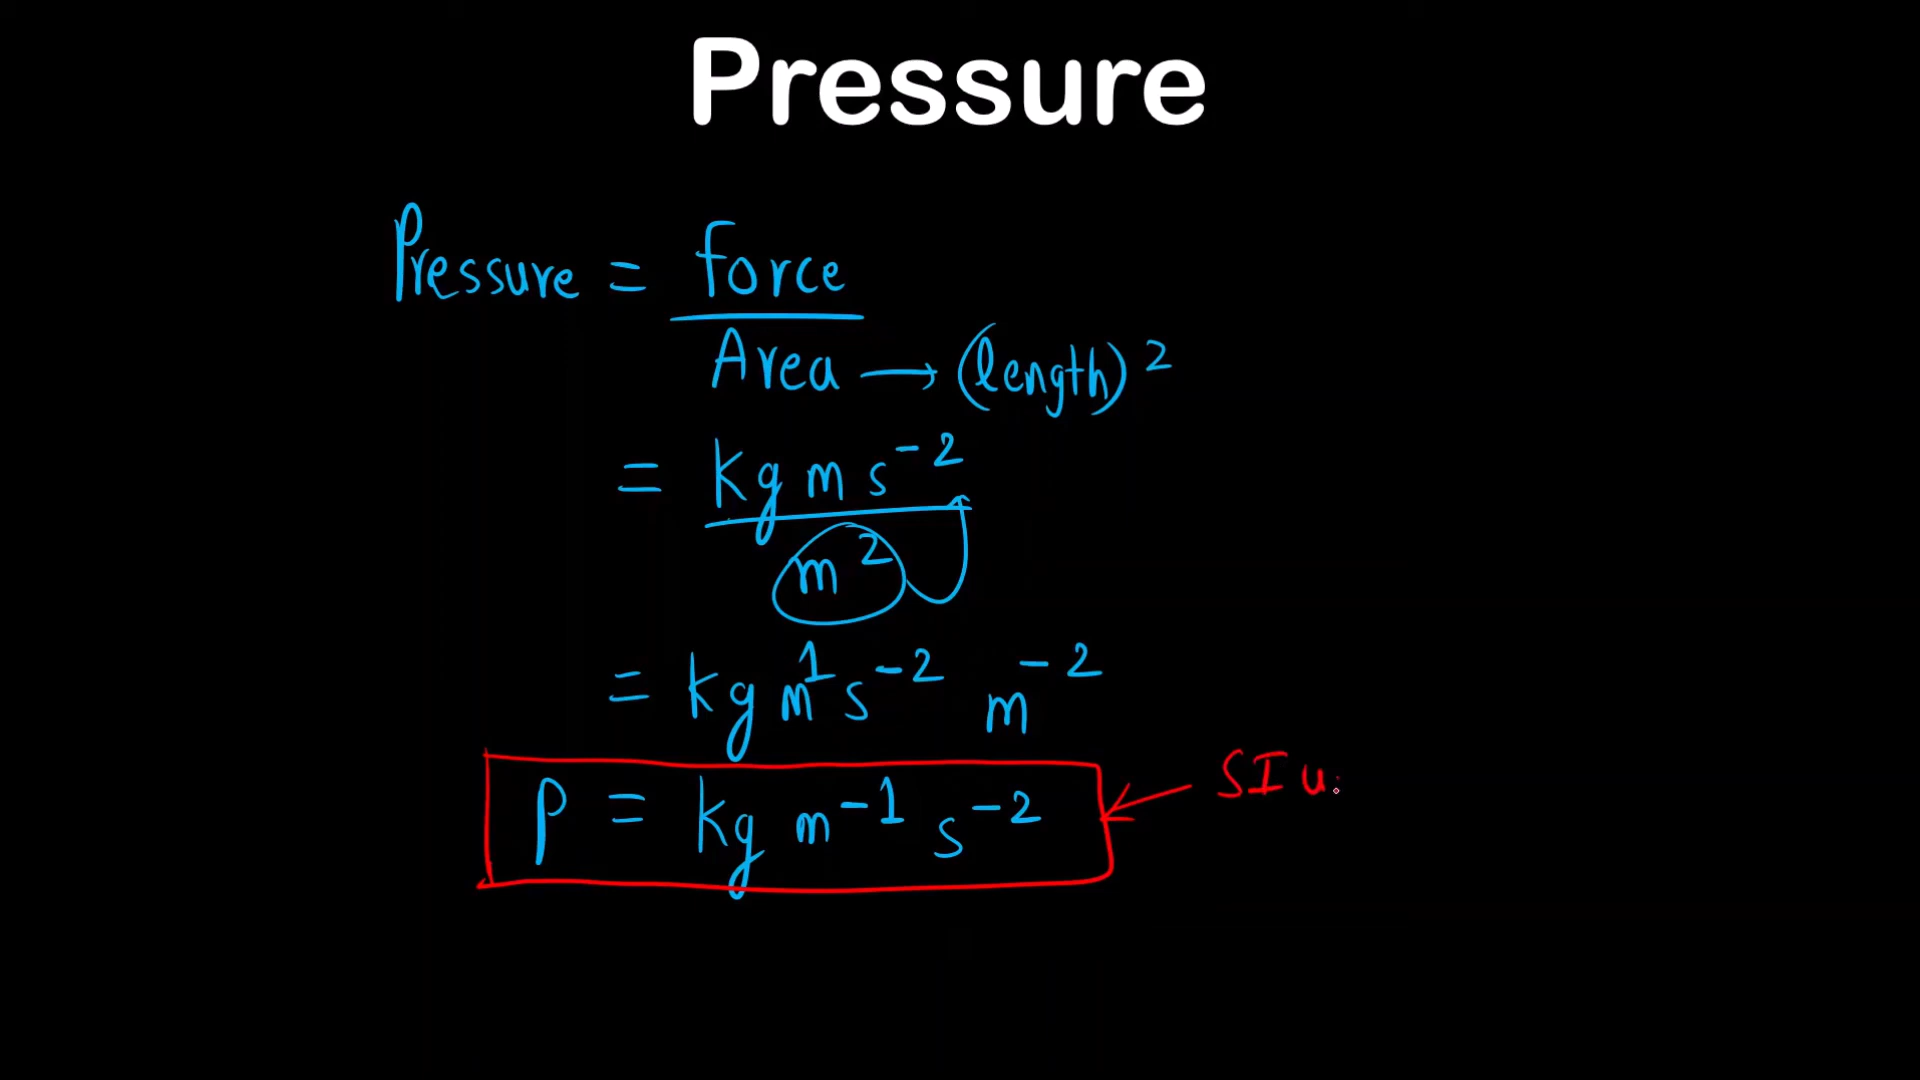 Pressure
Pressure = force
Area → (length)²
= kg m s⁻²
m²
= kg m¹ s⁻² m⁻²
P = kg m⁻¹ s⁻² ← SI u